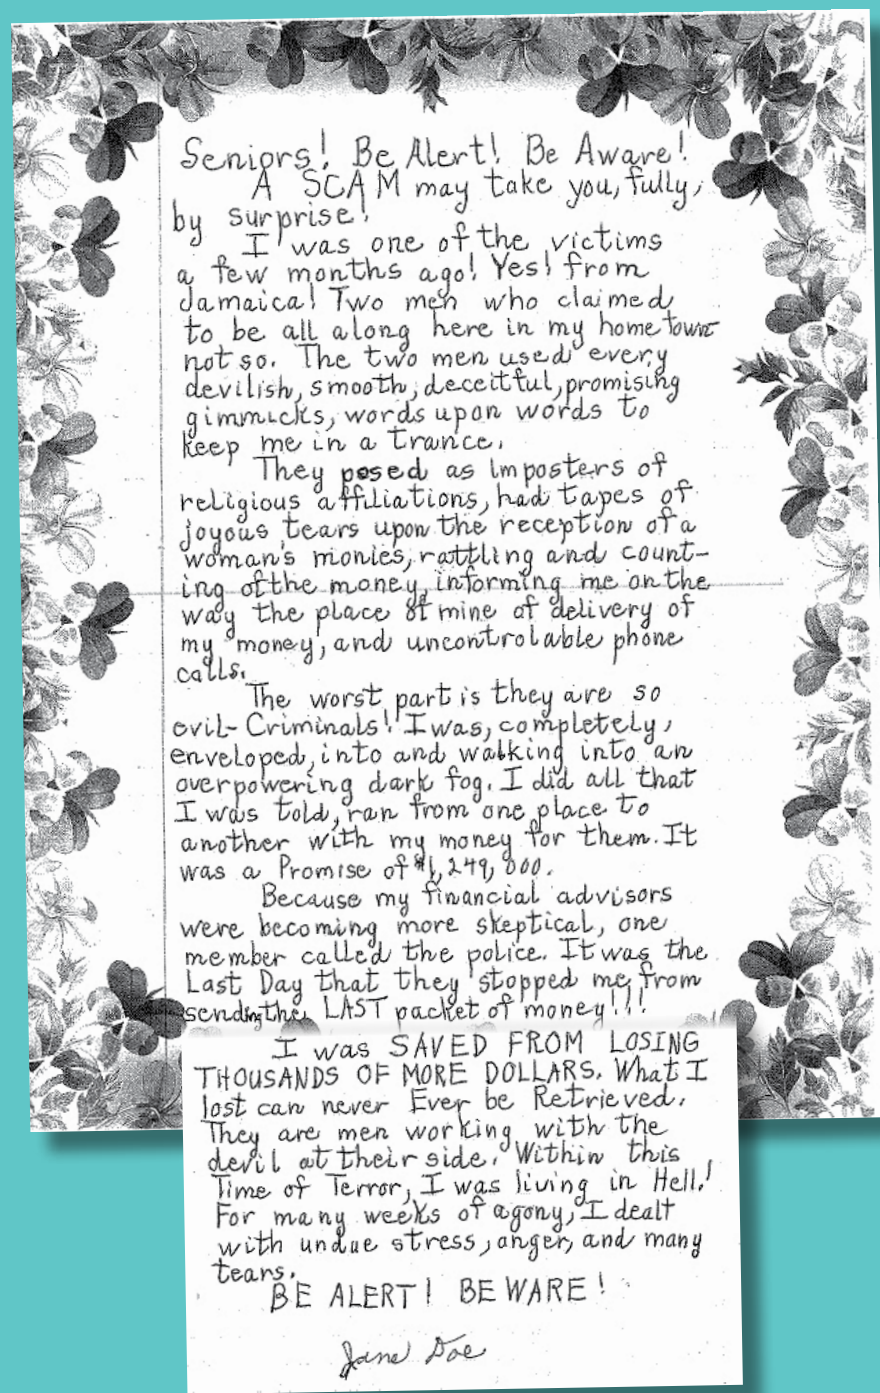 Seniors! Be Alert! Be Aware!
A SCAM may take you, fully,
by surprise!
I was one of the victims
a few months ago! Yes! from
Jamaica! Two men who claimed
to be all along here in my hometown
not so. The two men used every
devilish, smooth, deceitful, promising
gimmicks, words upon words to
keep me in a trance.
They posed as imposters of
religious affiliations, had tapes of
joyous tears upon the reception of a
woman's monies, rattling and count-
ing of the money, informing me on the
way the place of mine of delivery of
my money, and uncontrolable phone
calls.
The worst part is they are so
evil- Criminals! I was, completely,
enveloped, into and walking into an
overpowering dark fog. I did all that
I was told, ran from one place to
another with my money for them. It
was a Promise of $1,249,000.
Because my financial advisors
were becoming more skeptical, one
member called the police. It was the
Last Day that they stopped me from
sending the LAST packet of money!!!
I was SAVED FROM LOSING
THOUSANDS OF MORE DOLLARS. What I
lost can never Ever be Retrieved.
They are men working with the
devil at their side. Within this
Time of Terror, I was living in Hell!
For many weeks of agony, I dealt
with undue stress, anger, and many
tears.
BE ALERT! BEWARE!
Jane Doe